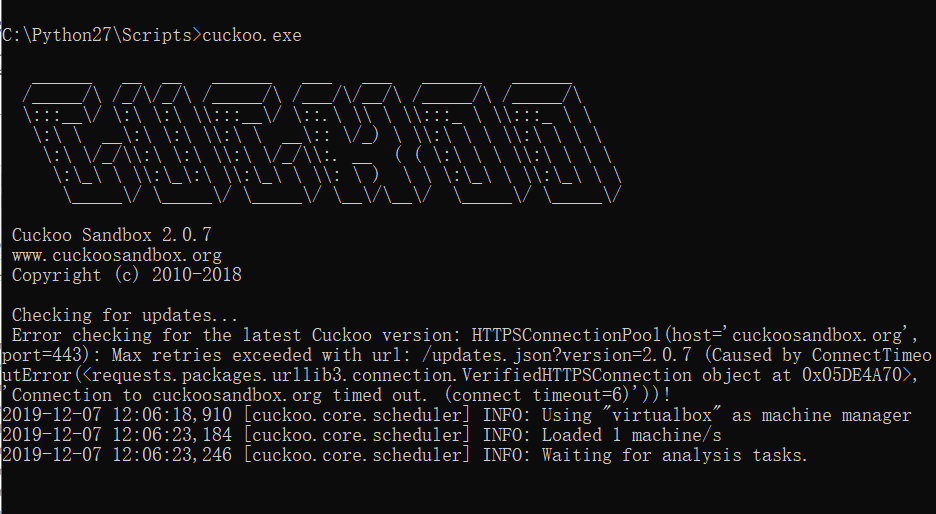 C:\Python27\Scripts>cuckoo.exe
Cuckoo Sandbox 2.0.7
www.cuckoosandbox.org
Copyright (c) 2010-2018
Checking for updates...
Error checking for the latest Cuckoo version: HTTPSConnectionPool(host='cuckoosandbox.org',
port=443): Max retries exceeded with url: /updates.json?version=2.0.7 (Caused by ConnectTimeo
utError(<requests.packages.urllib3.connection.VerifiedHTTPSConnection object at 0x05DE4A70>,
'Connection to cuckoosandbox.org timed out. (connect timeout=6)'))!
2019-12-07 12:06:18,910 [cuckoo.core.scheduler] INFO: Using "virtualbox" as machine manager
2019-12-07 12:06:23,184 [cuckoo.core.scheduler] INFO: Loaded 1 machine/s
2019-12-07 12:06:23,246 [cuckoo.core.scheduler] INFO: Waiting for analysis tasks.